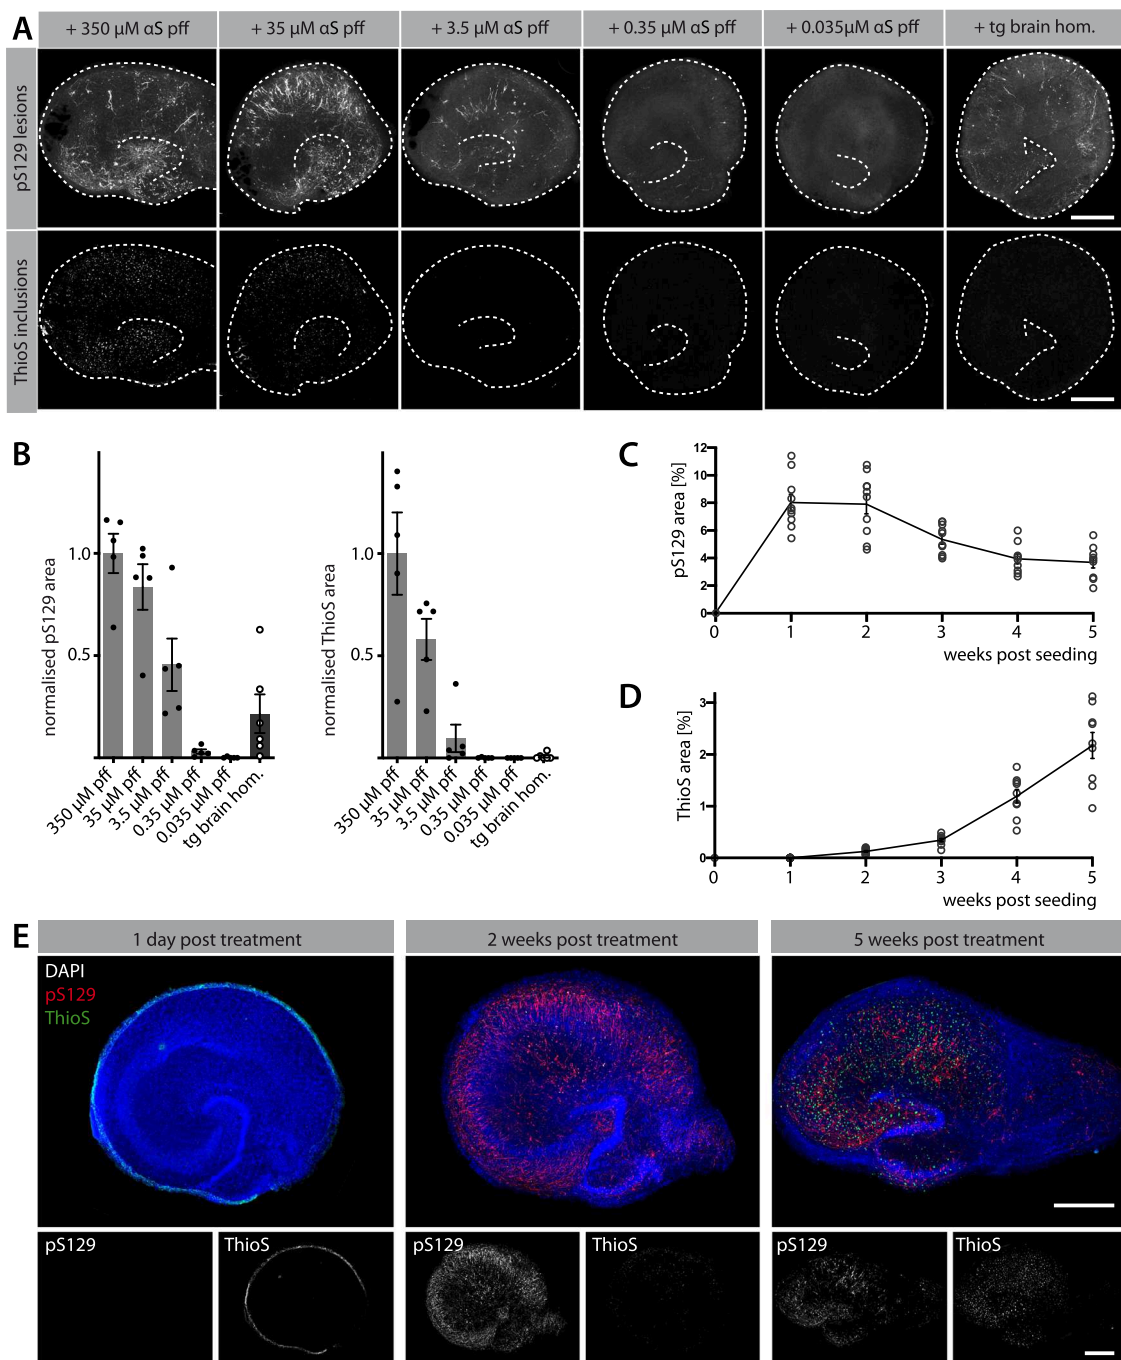 A
+ 350 µM αS pff
+ 35 µM αS pff
+ 3.5 µM αS pff
+ 0.35 µM αS pff
+ 0.035µM αS pff
+ tg brain hom.
pS129 lesions
ThioS inclusions
B
normalised pS129 area
1.0
0.5
350 µM pff
35 µM pff
3.5 µM pff
0.35 µM pff
0.035 µM pff
tg brain hom.
normalised ThioS area
1.0
0.5
350 µM pff
35 µM pff
3.5 µM pff
0.35 µM pff
0.035 µM pff
tg brain hom.
C
pS129 area [%]
12
10
8
6
4
2
0
0 1 2 3 4 5
weeks post seeding
D
ThioS area [%]
3
2
1
0
0 1 2 3 4 5
weeks post seeding
E
1 day post treatment
2 weeks post treatment
5 weeks post treatment
DAPI
pS129
ThioS
pS129
ThioS
pS129
ThioS
pS129
ThioS